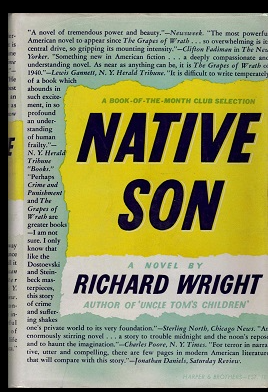 "A novel of tremendous power and beauty."—Newsweek. "The most powerful
American novel to appear since The Grapes of Wrath . . . so overwhelming is its
central drive, so gripping its mounting intensity."—Clifton Fadiman in The New
Yorker. "Something new in American fiction . . . a deeply compassionate and
understanding novel. As near as anything can be, it is The Grapes of Wrath of
1940."—Lewis Gannett, N. Y. Herald Tribune. "It is difficult to write temperately
of a book which
abounds in
such excite-
ment, in so
profound
an under-
standing
of human
frailty."—
N. Y. Herald
Tribune
"Books."
"Perhaps
Crime and
Punishment
and The
Grapes of
Wrath are
greater books
—I am not
sure. I only
know that
like the
Dostoevski
and Stein-
beck mas-
terpieces,
this story
of crime
and suffer-
ing shakes
one's private world to its very foundation."—Sterling North, Chicago News. "An
enormously stirring novel . . . a story to trouble midnight and the noon's repose
and to haunt the imagination."—Charles Poore, N. Y. Times. "For terror in narra-
tive, utter and compelling, there are few pages in modern American literature
that will compare with this story."—Jonathan Daniels, Saturday Review.
A BOOK-OF-THE-MONTH CLUB SELECTION
NATIVE
SON
A NOVEL BY
RICHARD WRIGHT
AUTHOR OF 'UNCLE TOM'S CHILDREN'
HARPER & BROTHERS